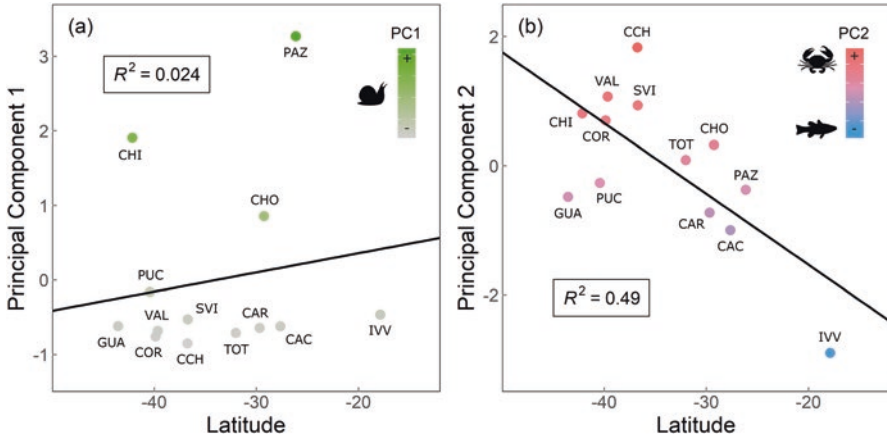 (a)
PC1
+
-
R² = 0.024
PAZ
CHI
CHO
PUC
GUA
VAL
COR
SVI
CCH
TOT
CAR
CAC
IVV
Principal Component 1
3
2
1
0
-1
-40
-30
-20
Latitude
(b)
PC2
+
-
CCH
VAL
SVI
CHI
COR
TOT
CHO
PAZ
GUA
PUC
CAR
CAC
R² = 0.49
IVV
Principal Component 2
2
0
-2
-40
-30
-20
Latitude